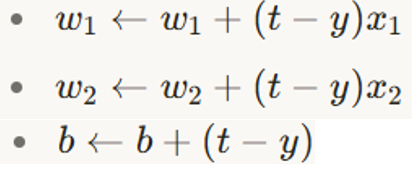 • w₁ ← w₁ + (t − y)x₁
• w₂ ← w₂ + (t − y)x₂
• b ← b + (t − y)